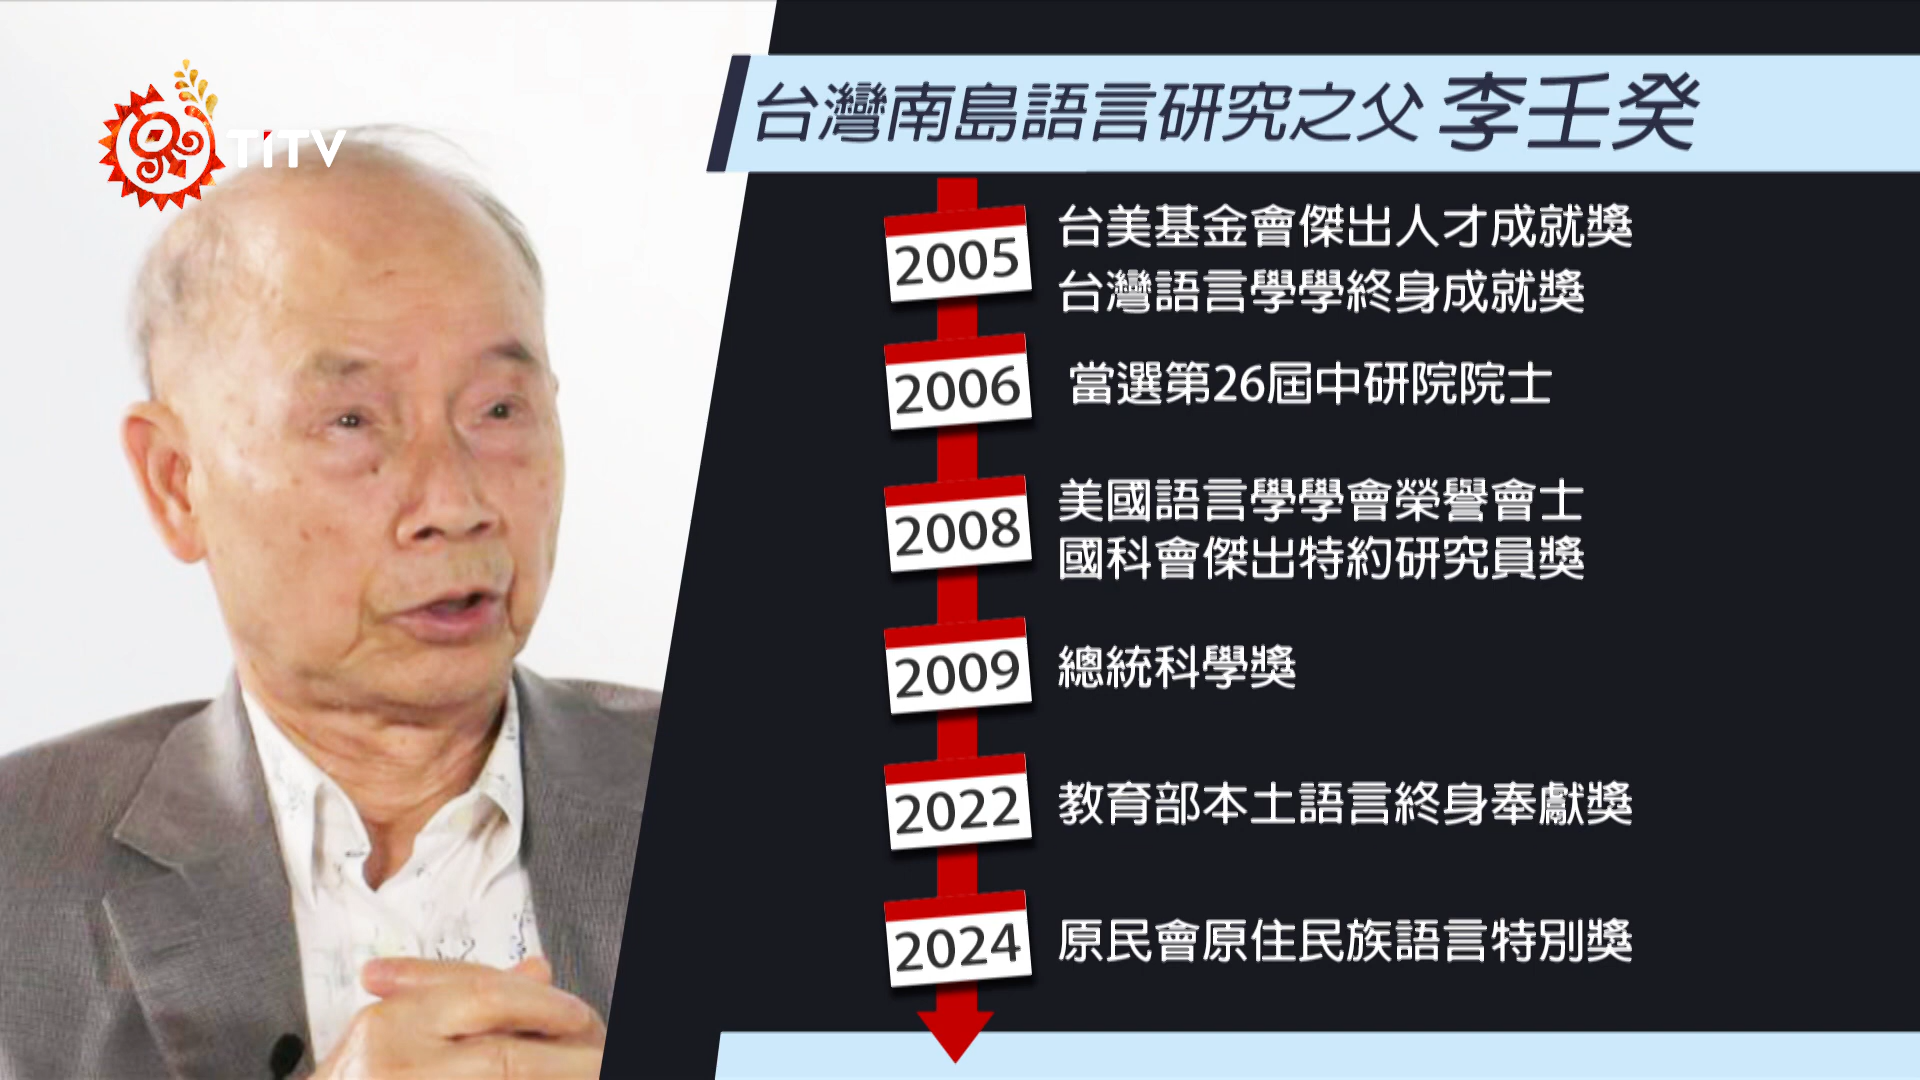 TITV
台灣南島語言研究之父 李壬癸
2005
台美基金會傑出人才成就獎
台灣語言學學終身成就獎
2006
當選第26屆中研院院士
2008
美國語言學學會榮譽會士
國科會傑出特約研究員獎
2009
總統科學獎
2022
教育部本土語言終身奉獻獎
2024
原民會原住民族語言特別獎